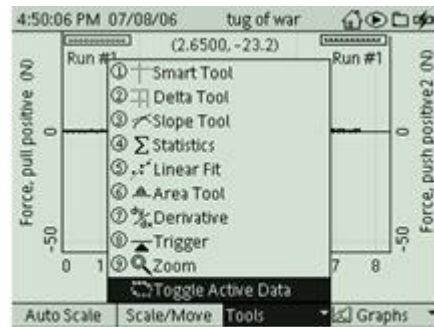 4:50:06 PM 07/08/06 tug of war
(2.6500, -23.2)
Run #1
Run #1
Force, pull positive (N)
0
-50
① Smart Tool
② Delta Tool
③ Slope Tool
④ Σ Statistics
⑤ Linear Fit
⑥ Area Tool
⑦ Derivative
⑧ Trigger
⑨ Zoom
Toggle Active Data
Force, push positive2 (N)
0
-50
0 1
7 8
Auto Scale Scale/Move Tools Graphs